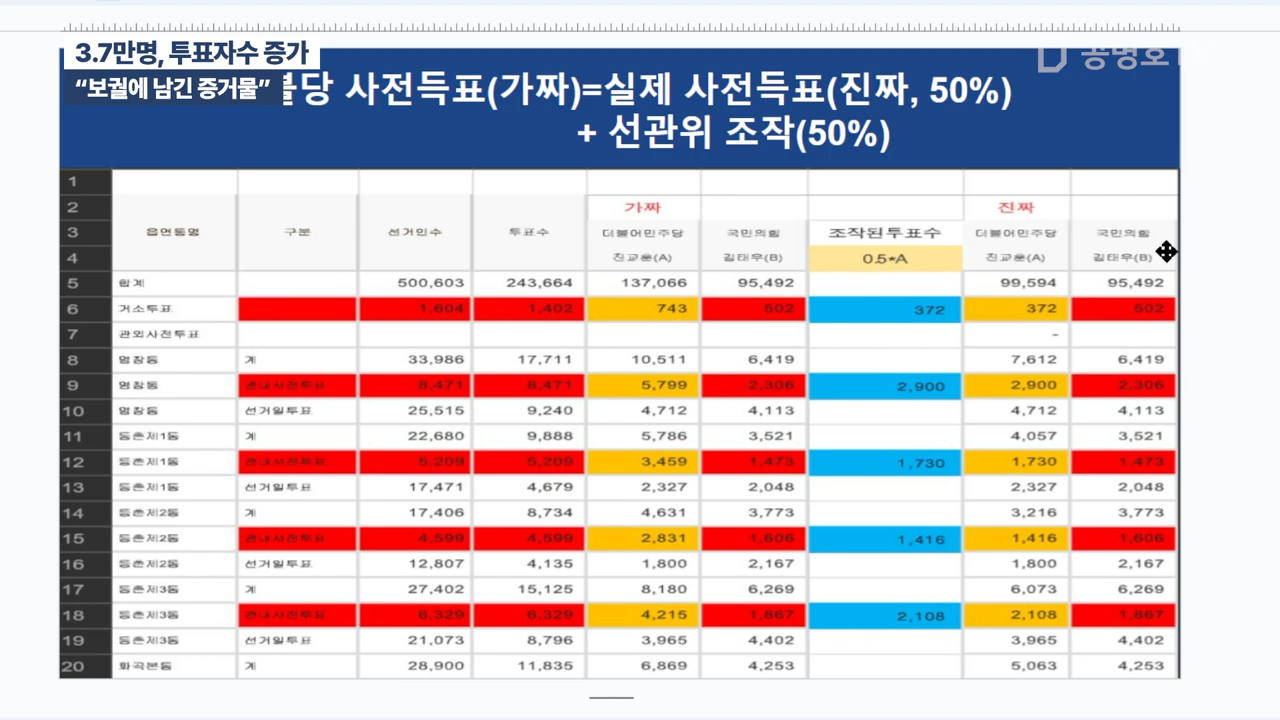 3.7만명, 투표자수 증가
“보궐에 남긴 증거물”
공병호TV
불당 사전득표(가짜)=실제 사전득표(진짜, 50%)
+ 선관위 조작(50%)
1
2 가짜 진짜
3 읍면동명 구분 선거인수 투표수 더불어민주당 국민의힘 조작된투표수 더불어민주당 국민의힘
4 진교훈(A) 김태우(B) 0.5*A 진교훈(A) 김태우(B)
5 합계 500,603 243,664 137,066 95,492 99,594 95,492
6 거소투표 1,604 1,402 743 502 372 372 502
7 관외사전투표 -
8 염창동 계 33,986 17,711 10,511 6,419 7,612 6,419
9 염창동 관내사전투표 8,471 8,471 5,799 2,306 2,900 2,900 2,306
10 염창동 선거일투표 25,515 9,240 4,712 4,113 4,712 4,113
11 등촌제1동 계 22,680 9,888 5,786 3,521 4,057 3,521
12 등촌제1동 관내사전투표 5,209 5,209 3,459 1,473 1,730 1,730 1,473
13 등촌제1동 선거일투표 17,471 4,679 2,327 2,048 2,327 2,048
14 등촌제2동 계 17,406 8,734 4,631 3,773 3,216 3,773
15 등촌제2동 관내사전투표 4,599 4,599 2,831 1,606 1,416 1,416 1,606
16 등촌제2동 선거일투표 12,807 4,135 1,800 2,167 1,800 2,167
17 등촌제3동 계 27,402 15,125 8,180 6,269 6,073 6,269
18 등촌제3동 관내사전투표 6,329 6,329 4,215 1,867 2,108 2,108 1,867
19 등촌제3동 선거일투표 21,073 8,796 3,965 4,402 3,965 4,402
20 화곡본동 계 28,900 11,835 6,869 4,253 5,063 4,253